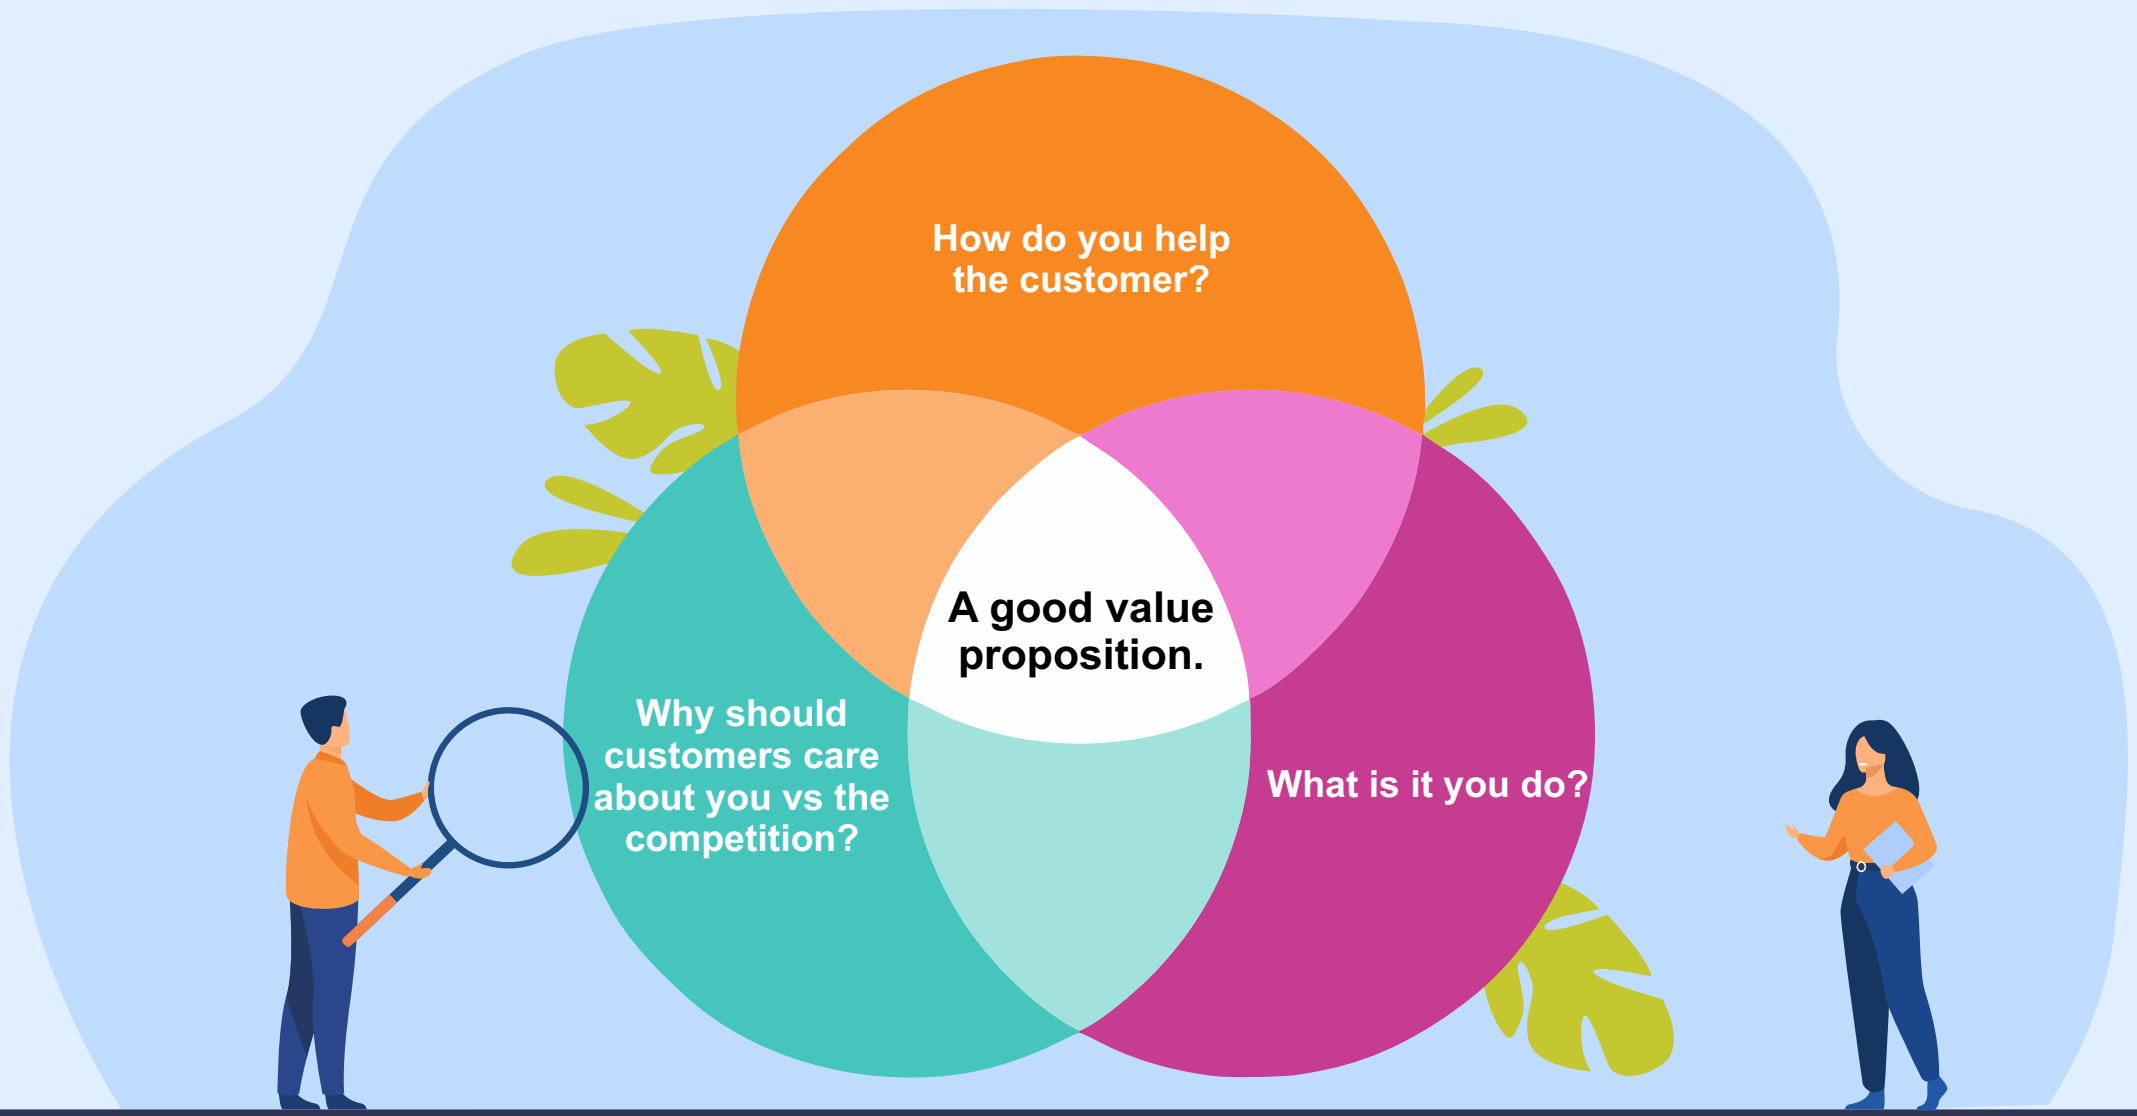 How do you help
the customer?
A good value
proposition.
Why should
customers care
about you vs the
competition?
What is it you do?